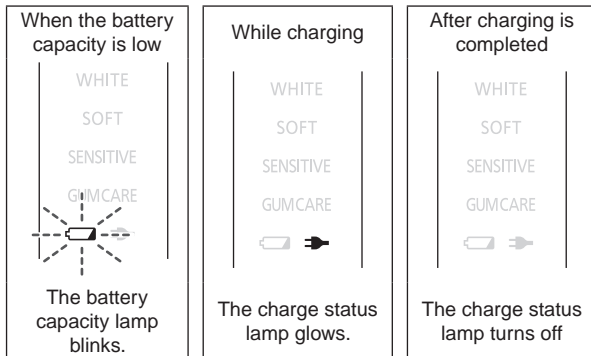 When the battery
capacity is low
WHITE
SOFT
SENSITIVE
GUMCARE
The battery
capacity lamp
blinks.
While charging
WHITE
SOFT
SENSITIVE
GUMCARE
The charge status
lamp glows.
After charging is
completed
WHITE
SOFT
SENSITIVE
GUMCARE
The charge status
lamp turns off